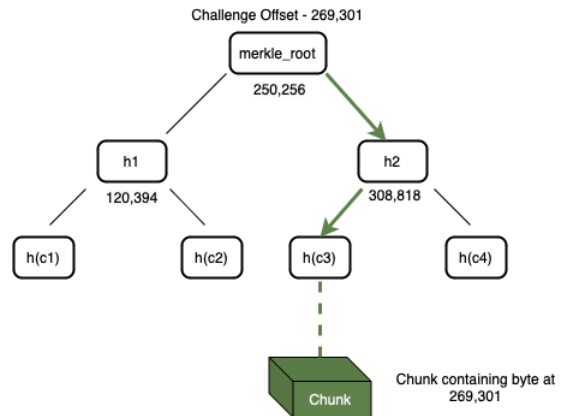 Challenge Offset - 269,301
merkle_root
250,256
h1
h2
120,394
308,818
h(c1)
h(c2)
h(c3)
h(c4)
Chunk
Chunk containing byte at
269,301